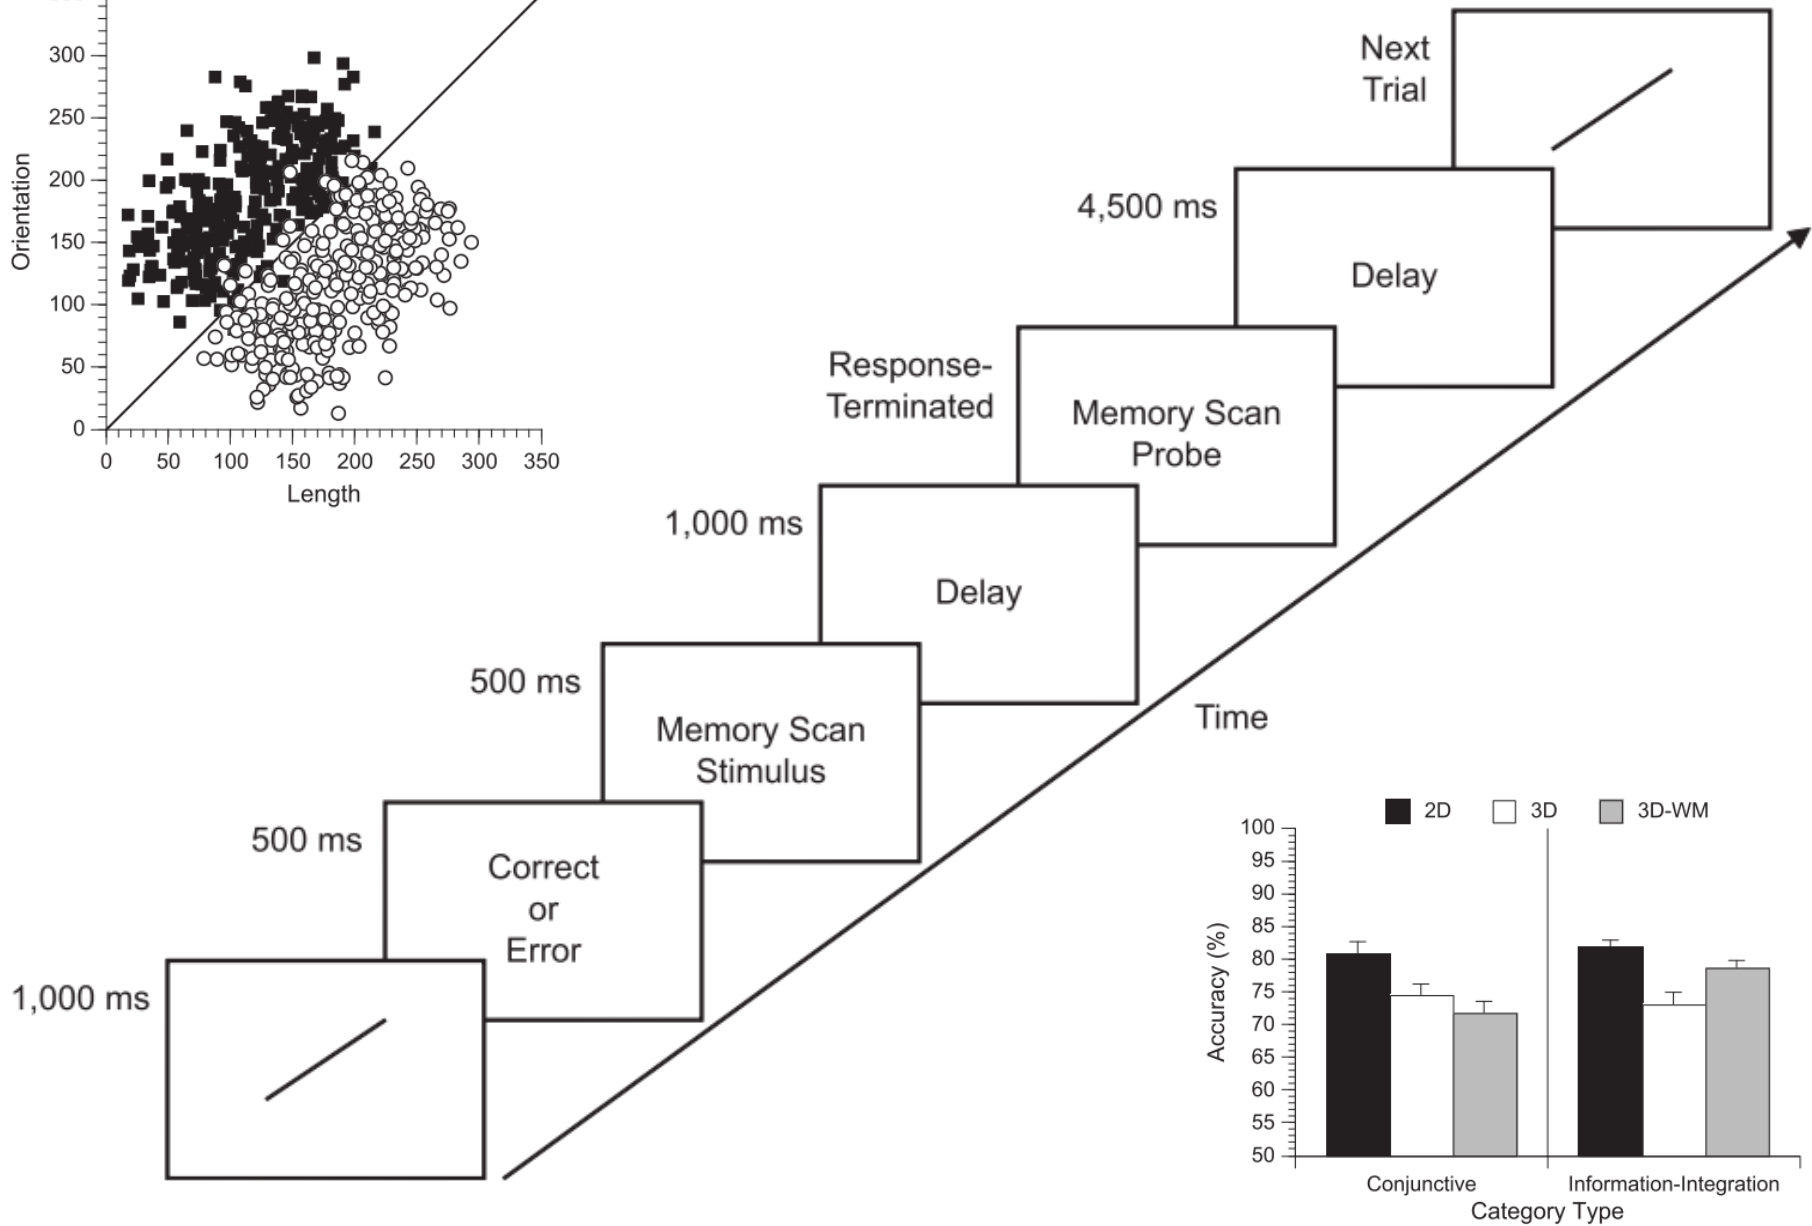 300
250
200
150
100
50
0
Orientation
0 50 100 150 200 250 300 350
Length
Next
Trial
4,500 ms
Delay
Response-
Terminated
Memory Scan
Probe
1,000 ms
Delay
500 ms
Memory Scan
Stimulus
Time
500 ms
Correct
or
Error
1,000 ms
2D 3D 3D-WM
100
95
90
85
80
75
70
65
60
55
50
Accuracy (%)
Conjunctive Information-Integration
Category Type